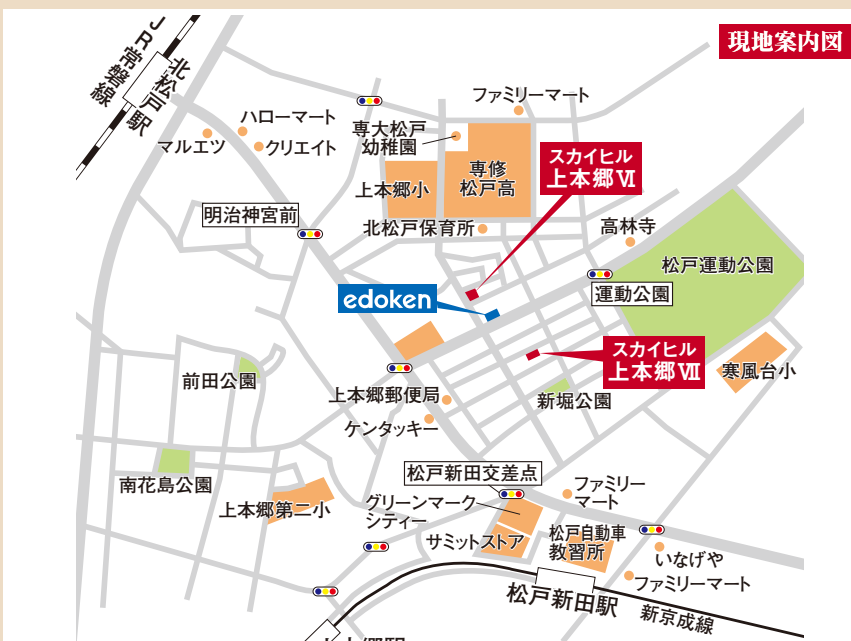 現地案内図
JR常磐線
北松戸駅
ハローマート
マルエツ
クリエイト
ファミリーマート
専大松戸
幼稚園
上本郷小
専修
松戸高
スカイヒル
上本郷Ⅵ
明治神宮前
北松戸保育所
高林寺
松戸運動公園
運動公園
edoken
スカイヒル
上本郷Ⅶ
寒風台小
前田公園
上本郷郵便局
新堀公園
ケンタッキー
南花島公園
上本郷第二小
松戸新田交差点
グリーンマーク
シティー
ファミリー
マート
サミットストア
松戸自動車
教習所
いなげや
ファミリーマート
松戸新田駅
新京成線